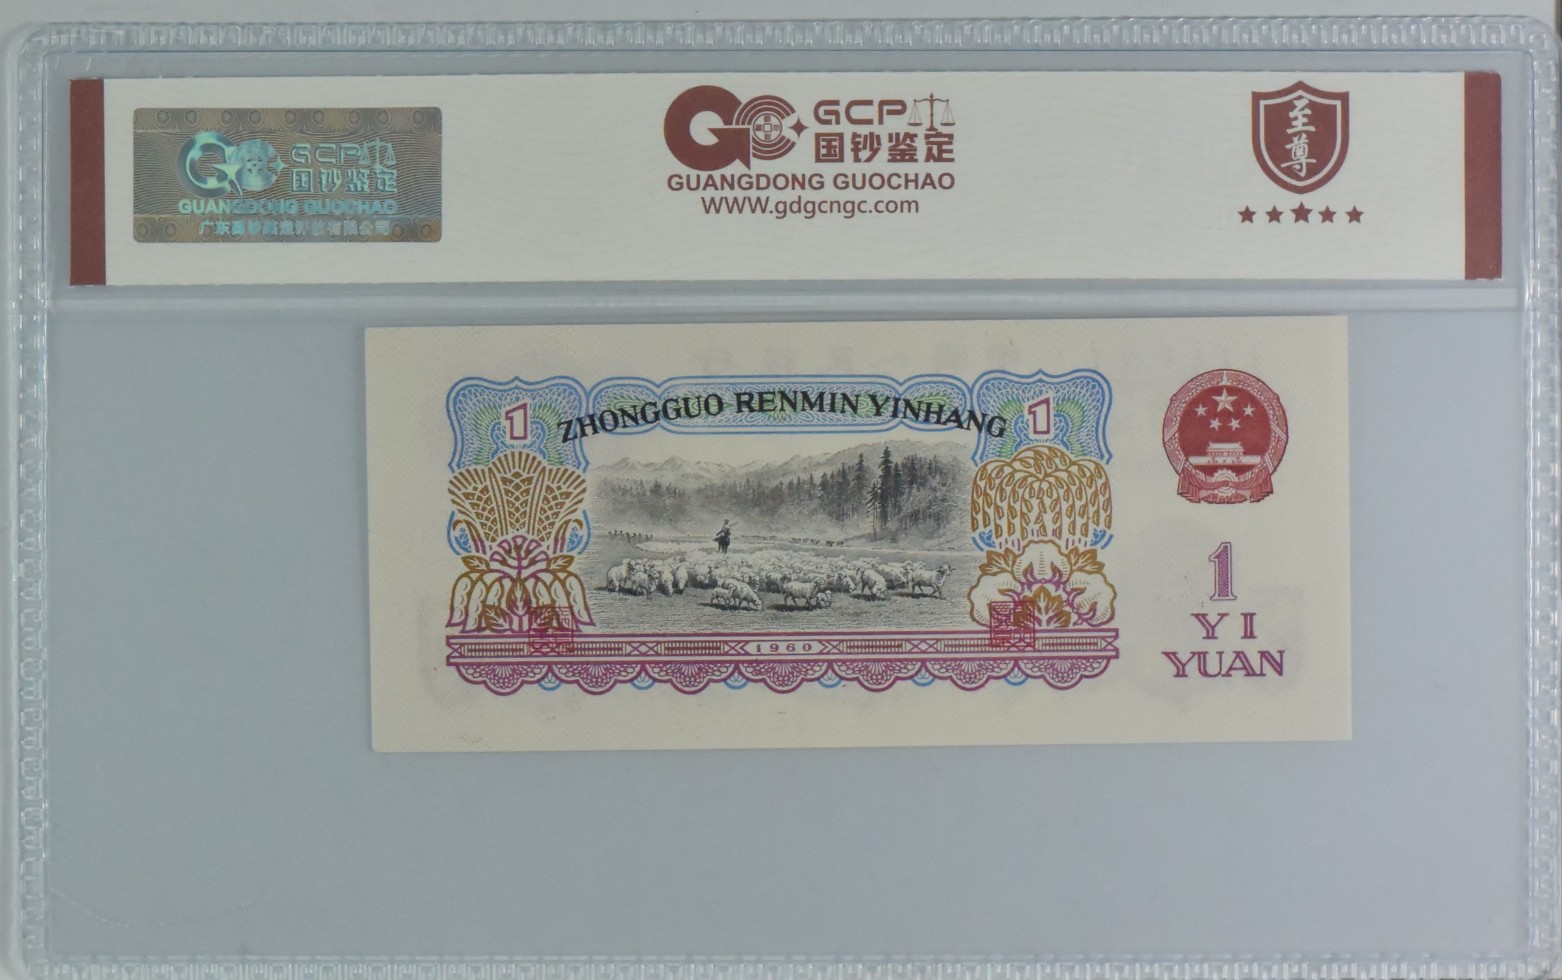 GCP
国钞鉴定
GUANGDONG GUOCHAO
GCP
国钞鉴定
GUANGDONG GUOCHAO
WWW.gdgcngc.com
至尊
1
ZHONGGUO RENMIN YINHANG
1
1960
1
YI
YUAN